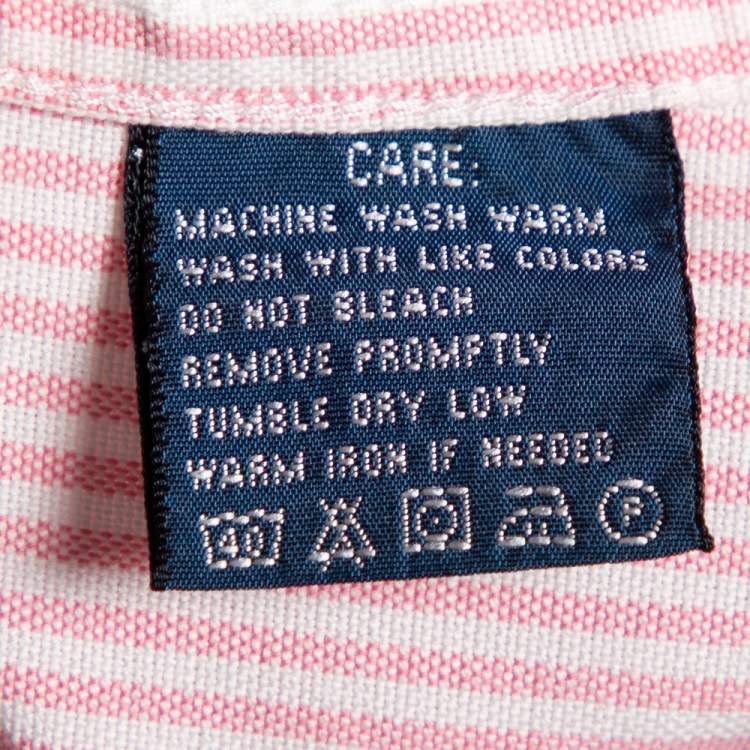 CARE:
MACHINE WASH WARM
WASH WITH LIKE COLORS
DO NOT BLEACH
REMOVE PROMPTLY
TUMBLE DRY LOW
WARM IRON IF NEEDED
40 P